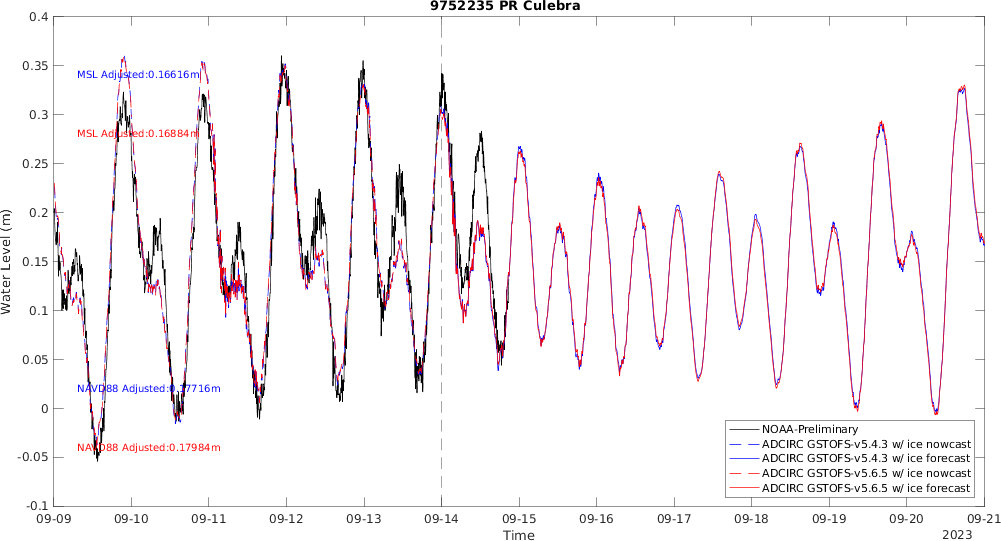 9752235 PR Culebra
0.4
0.35
0.3
0.25
0.2
0.15
0.1
0.05
0
-0.05
-0.1
Water Level (m)
MSL Adjusted:0.16616m
MSL Adjusted:0.16884m
NAVD88 Adjusted:0.17716m
NAVD88 Adjusted:0.17984m
NOAA-Preliminary
ADCIRC GSTOFS-v5.4.3 w/ ice nowcast
ADCIRC GSTOFS-v5.4.3 w/ ice forecast
ADCIRC GSTOFS-v5.6.5 w/ ice nowcast
ADCIRC GSTOFS-v5.6.5 w/ ice forecast
09-09 09-10 09-11 09-12 09-13 09-14 09-15 09-16 09-17 09-18 09-19 09-20 09-21
Time
2023